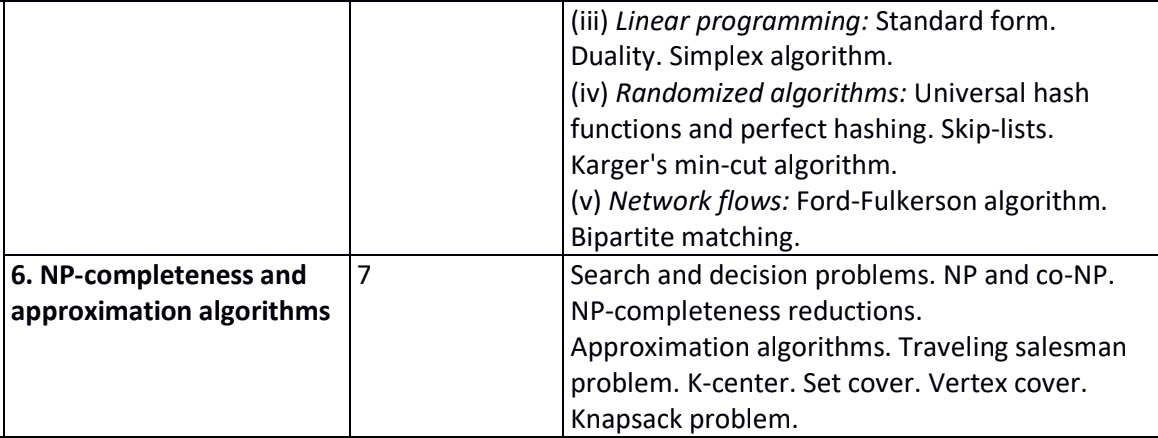 (iii) Linear programming: Standard form.
Duality. Simplex algorithm.
(iv) Randomized algorithms: Universal hash
functions and perfect hashing. Skip-lists.
Karger's min-cut algorithm.
(v) Network flows: Ford-Fulkerson algorithm.
Bipartite matching.
6. NP-completeness and
approximation algorithms
7
Search and decision problems. NP and co-NP.
NP-completeness reductions.
Approximation algorithms. Traveling salesman
problem. K-center. Set cover. Vertex cover.
Knapsack problem.